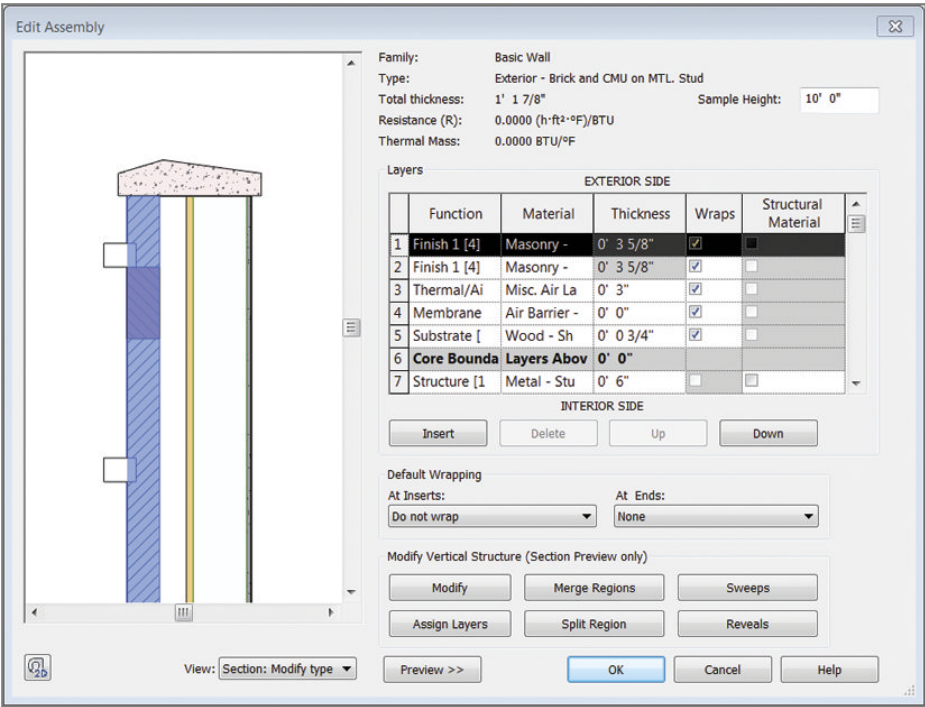 Edit Assembly
Family: Basic Wall
Type: Exterior - Brick and CMU on MTL. Stud
Total thickness: 1' 1 7/8" Sample Height: 10' 0"
Resistance (R): 0.0000 (h·ft²·°F)/BTU
Thermal Mass: 0.0000 BTU/°F
Layers
EXTERIOR SIDE
Function Material Thickness Wraps Structural Material
1 Finish 1 [4] Masonry - 0' 3 5/8"
2 Finish 1 [4] Masonry - 0' 3 5/8"
3 Thermal/Ai Misc. Air La 0' 3"
4 Membrane Air Barrier - 0' 0"
5 Substrate [ Wood - Sh 0' 0 3/4"
6 Core Bounda Layers Abov 0' 0"
7 Structure [1 Metal - Stu 0' 6"
INTERIOR SIDE
Insert Delete Up Down
Default Wrapping
At Inserts: At Ends:
Do not wrap None
Modify Vertical Structure (Section Preview only)
Modify Merge Regions Sweeps
Assign Layers Split Region Reveals
2D View: Section: Modify type Preview >> OK Cancel Help